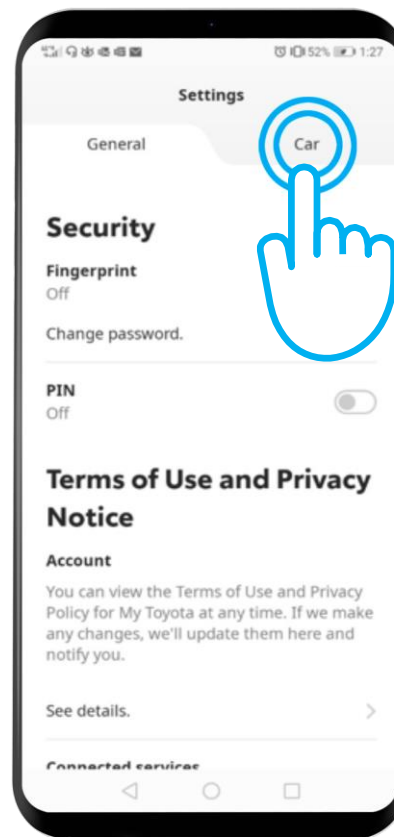 52% 1:27
Settings
General Car
Security
Fingerprint
Off
Change password.
PIN
Off
Terms of Use and Privacy
Notice
Account
You can view the Terms of Use and Privacy
Policy for My Toyota at any time. If we make
any changes, we'll update them here and
notify you.
See details.
Connected services